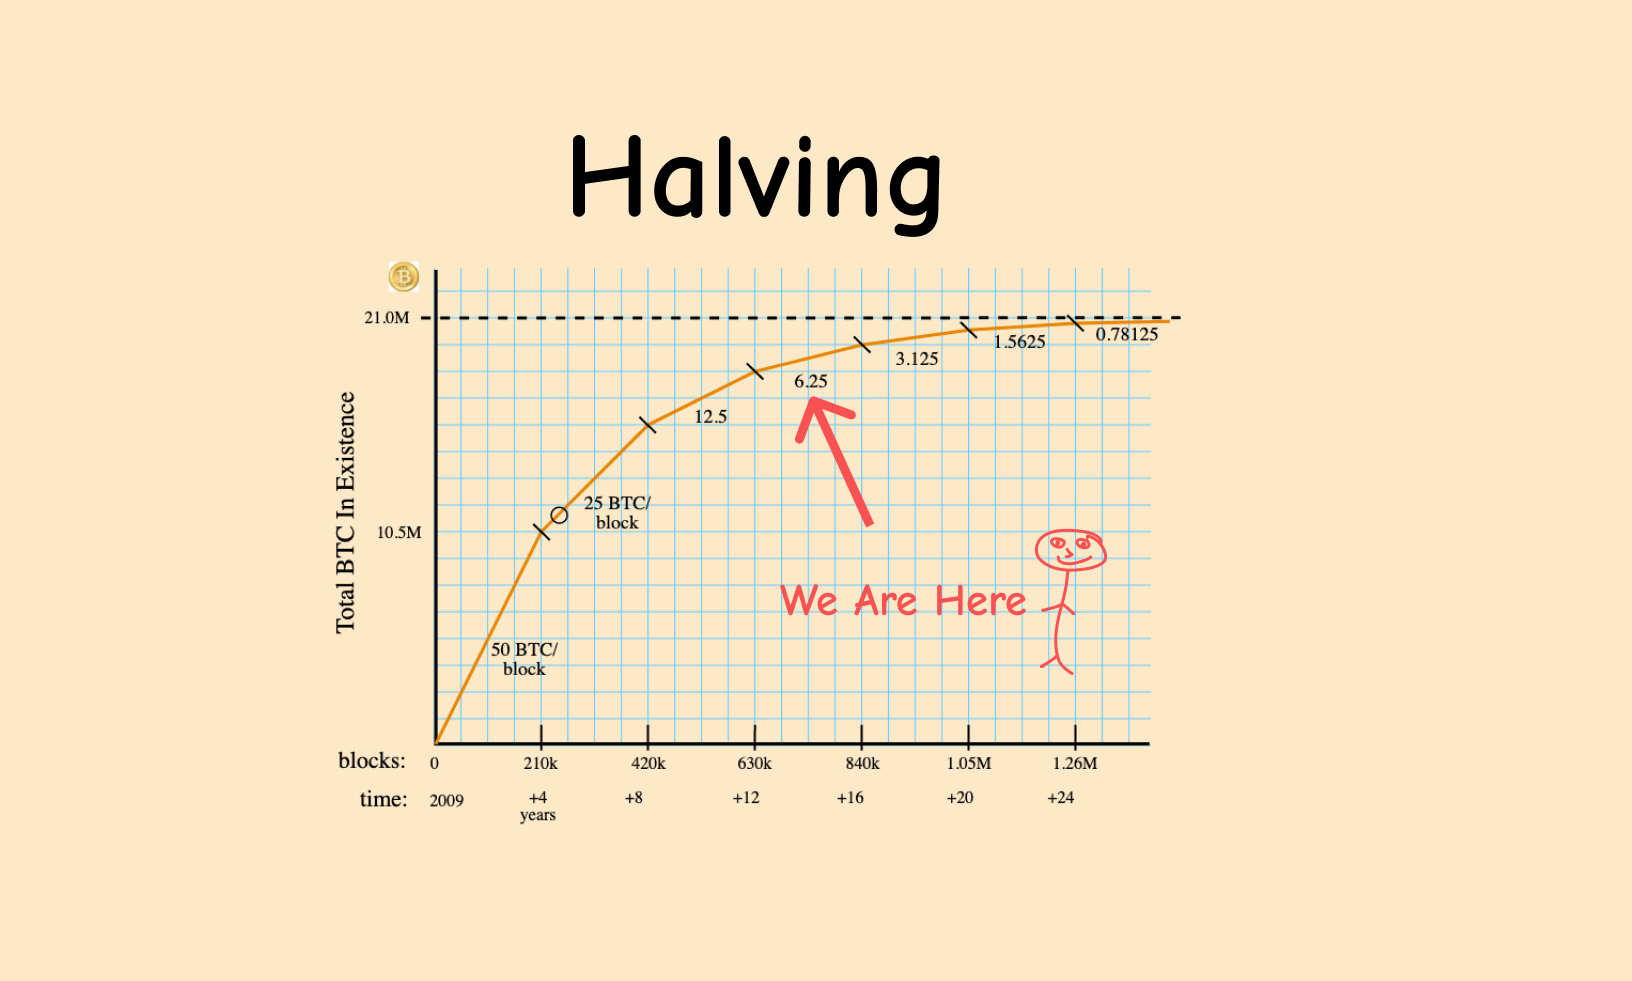 Halving
21.0M
10.5M
Total BTC In Existence
50 BTC/
block
25 BTC/
block
12.5
6.25
3.125
1.5625
0.78125
We Are Here
blocks: 0 210k 420k 630k 840k 1.05M 1.26M
time: 2009 +4 +8 +12 +16 +20 +24
years